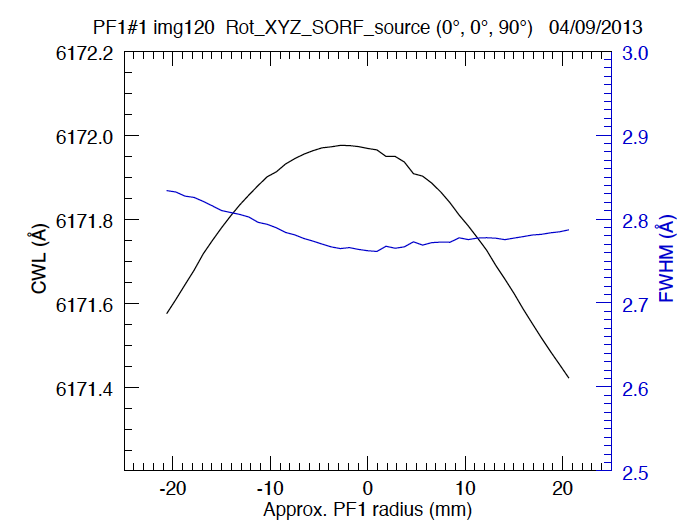 PF1#1 img120 Rot_XYZ_SORF_source (0°, 0°, 90°) 04/09/2013
6172.2
6172.0
6171.8
6171.6
6171.4
CWL (Å)
3.0
2.9
2.8
2.7
2.6
2.5
FWHM (Å)
-20 -10 0 10 20
Approx. PF1 radius (mm)